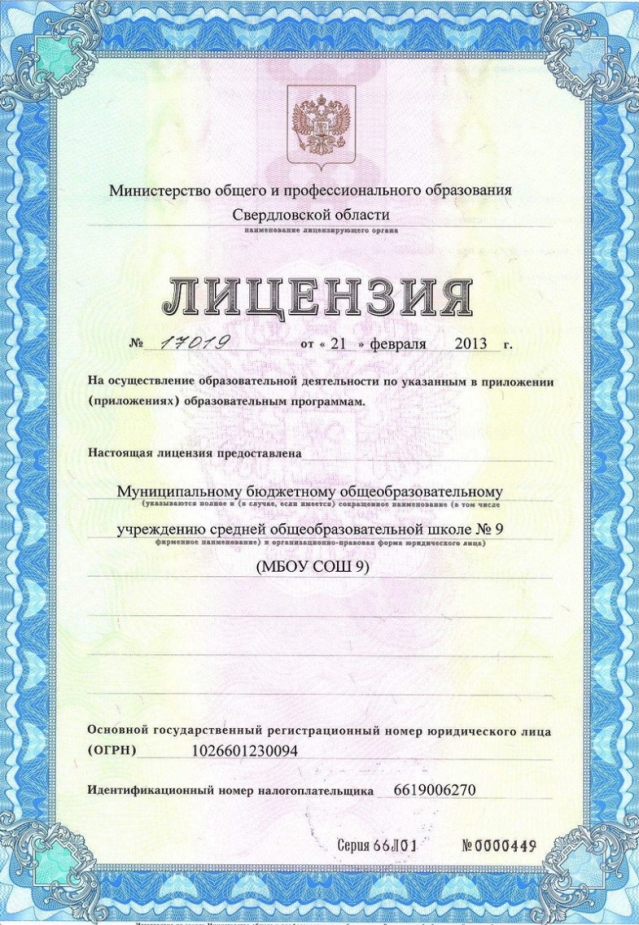 Министерство общего и профессионального образования
Свердловской области
наименование лицензирующего органа
ЛИЦЕНЗИЯ
№ 17019 от « 21 » февраля 2013 г.
На осуществление образовательной деятельности по указанным в приложении
(приложениях) образовательным программам.
Настоящая лицензия предоставлена
Муниципальному бюджетному общеобразовательному
(указываются полное и (в случае, если имеется) сокращенное наименование (в том числе
учреждению средней общеобразовательной школе № 9
фирменное наименование) и организационно-правовая форма юридического лица)
(МБОУ СОШ 9)
Основной государственный регистрационный номер юридического лица
(ОГРН) 1026601230094
Идентификационный номер налогоплательщика 6619006270
Серия 66Л01 № 0000449